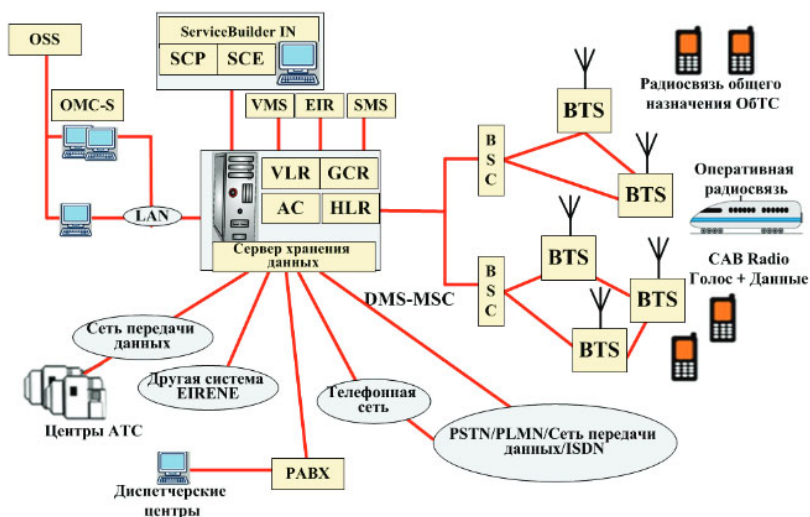 OSS
ServiceBuilder IN
SCP
SCE
OMC-S
VMS
EIR
SMS
VLR
GCR
AC
HLR
Сервер хранения
данных
LAN
BSC
BTS
BTS
BSC
BTS
BTS
BTS
DMS-MSC
Радиосвязь общего
назначения ОбТС
Оперативная
радиосвязь
CAB Radio
Голос + Данные
Сеть передачи
данных
Центры АТС
Другая система
EIRENE
Телефонная
сеть
PSTN/PLMN/Сеть передачи
данных/ISDN
PABX
Диспетчерские
центры